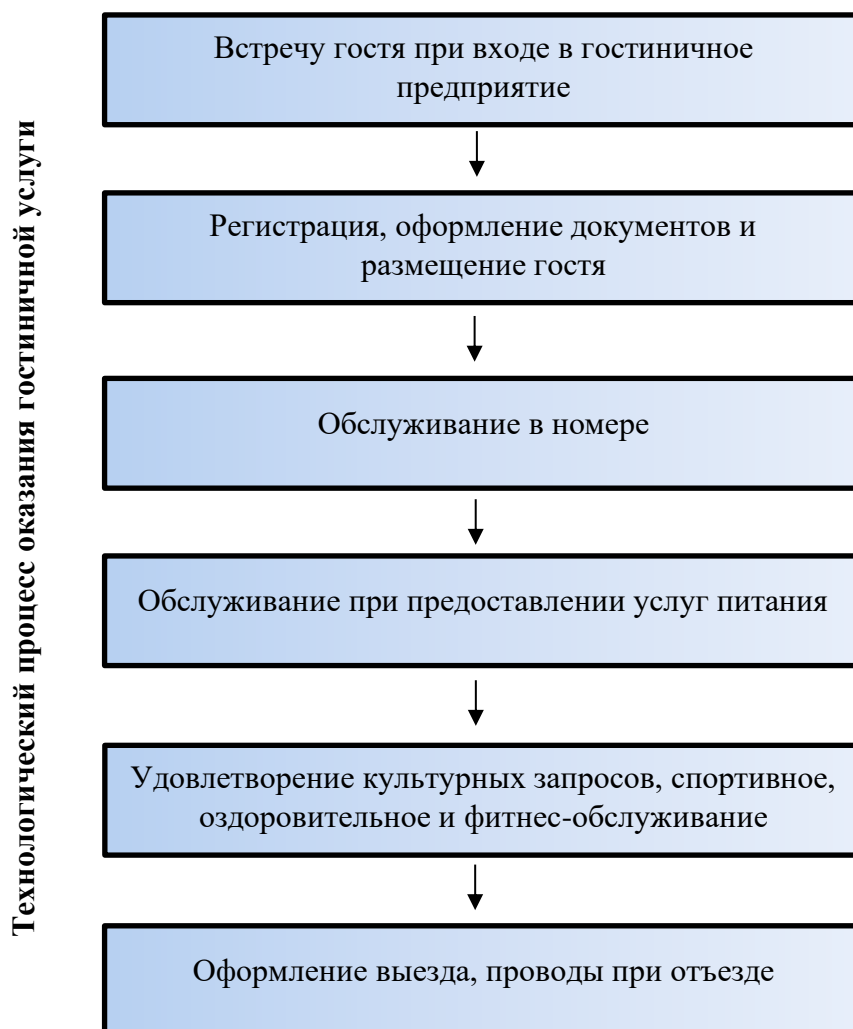 Технологический процесс оказания гостиничной услуги
Встречу гостя при входе в гостиничное
предприятие
Регистрация, оформление документов и
размещение гостя
Обслуживание в номере
Обслуживание при предоставлении услуг питания
Удовлетворение культурных запросов, спортивное,
оздоровительное и фитнес-обслуживание
Оформление выезда, проводы при отъезде